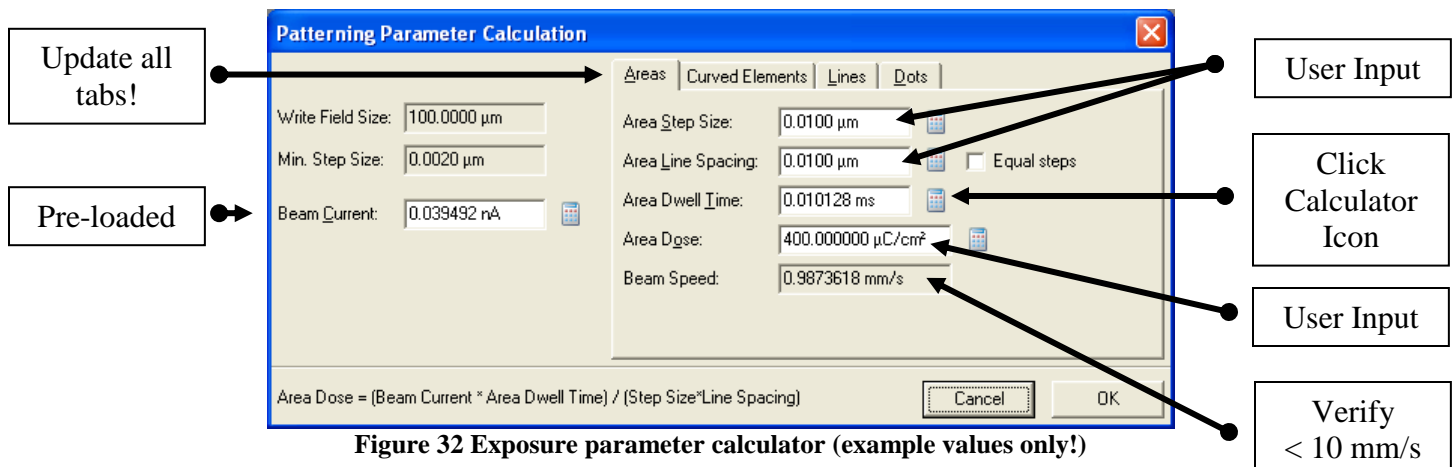 Update all
tabs!
Pre-loaded
Patterning Parameter Calculation
Write Field Size: 100.0000 µm
Min. Step Size: 0.0020 µm
Beam Current: 0.039492 nA
Areas Curved Elements Lines Dots
Area Step Size: 0.0100 µm
Area Line Spacing: 0.0100 µm Equal steps
Area Dwell Time: 0.010128 ms
Area Dose: 400.000000 µC/cm²
Beam Speed: 0.9873618 mm/s
Area Dose = (Beam Current * Area Dwell Time) / (Step Size*Line Spacing)
Cancel OK
User Input
Click
Calculator
Icon
User Input
Verify
< 10 mm/s
Figure 32 Exposure parameter calculator (example values only!)